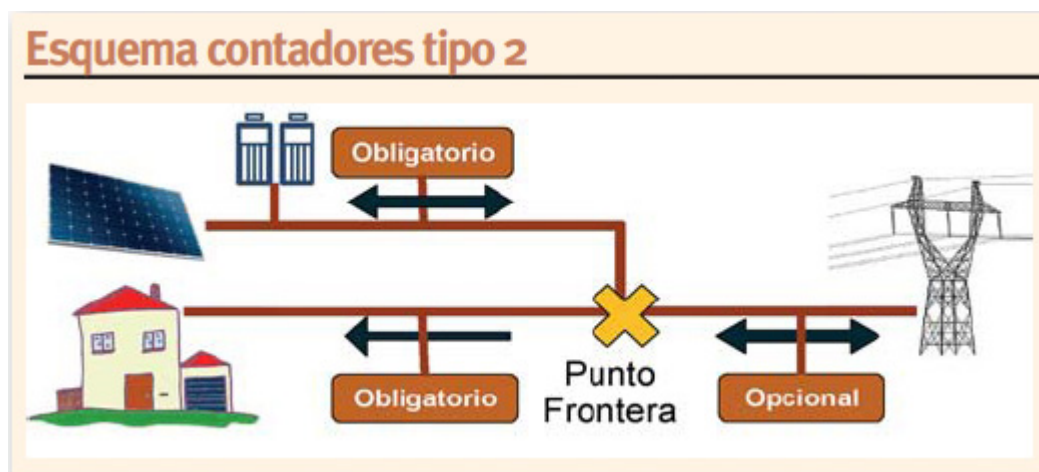 Esquema contadores tipo 2
Obligatorio
Obligatorio
Punto
Frontera
Opcional